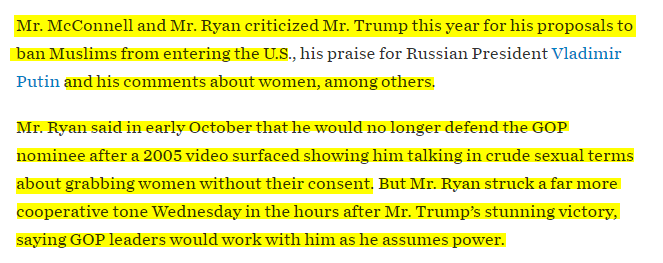 Mr. McConnell and Mr. Ryan criticized Mr. Trump this year for his proposals to
ban Muslims from entering the U.S., his praise for Russian President Vladimir
Putin and his comments about women, among others.
Mr. Ryan said in early October that he would no longer defend the GOP
nominee after a 2005 video surfaced showing him talking in crude sexual terms
about grabbing women without their consent. But Mr. Ryan struck a far more
cooperative tone Wednesday in the hours after Mr. Trump’s stunning victory,
saying GOP leaders would work with him as he assumes power.